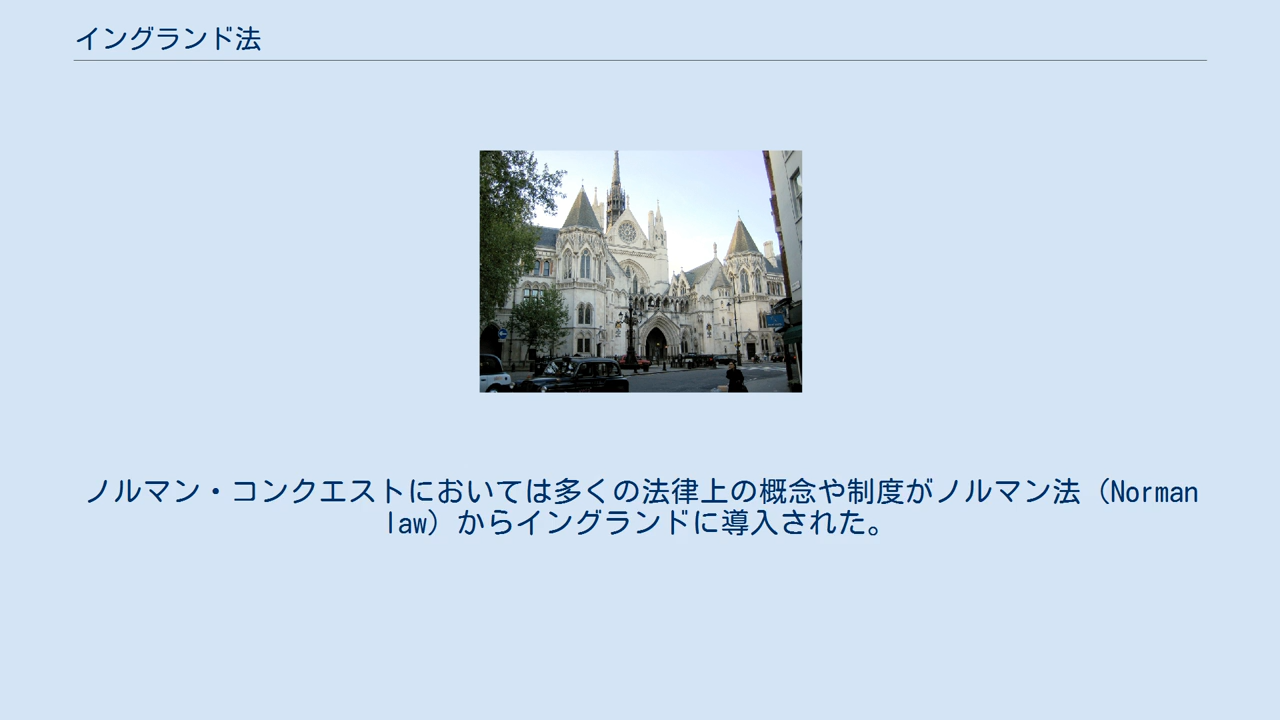 イングランド法
ノルマン・コンクエストにおいては多くの法律上の概念や制度がノルマン法（Norman
law）からイングランドに導入された。